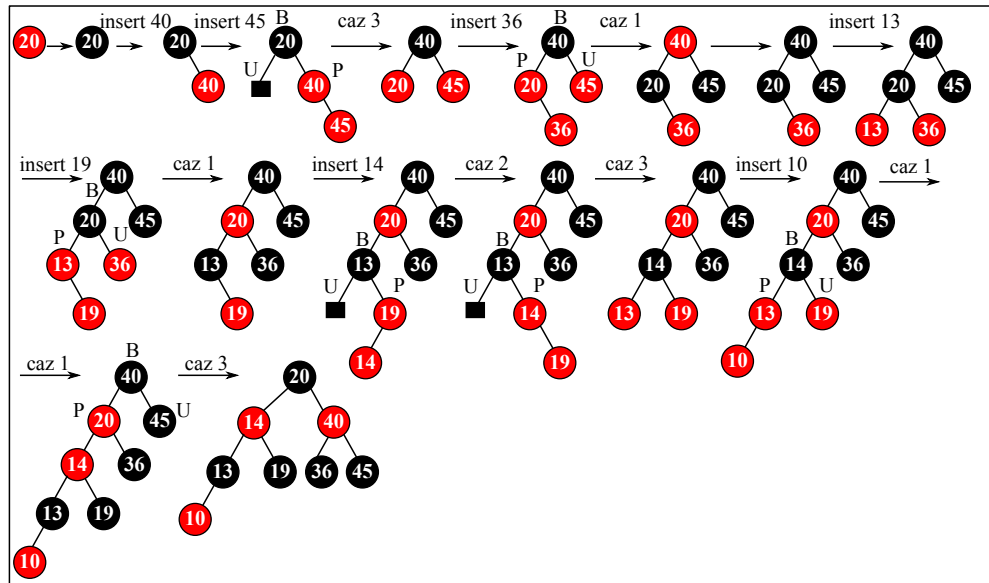 insert 40 insert 45 B caz 3 insert 36 B caz 1 insert 13
20 20 20 20 40 40 40 40 40
U P P U
40 40 20 45 20 45 20 45 20 45 20 45
45 36 36 36 13 36
insert 19 caz 1 insert 14 caz 2 caz 3 insert 10 caz 1
40 40 40 40 40 40
B
20 45 20 45 20 45 20 45 20 45 20 45
P U B B B
13 36 13 36 13 36 13 36 14 36 14 36
U P U P P U
19 19 19 14 13 19 13 19
14 19 10
caz 1 B caz 3
40 20
P U
20 45 14 40
14 36 13 19 36 45
13 19 10
10